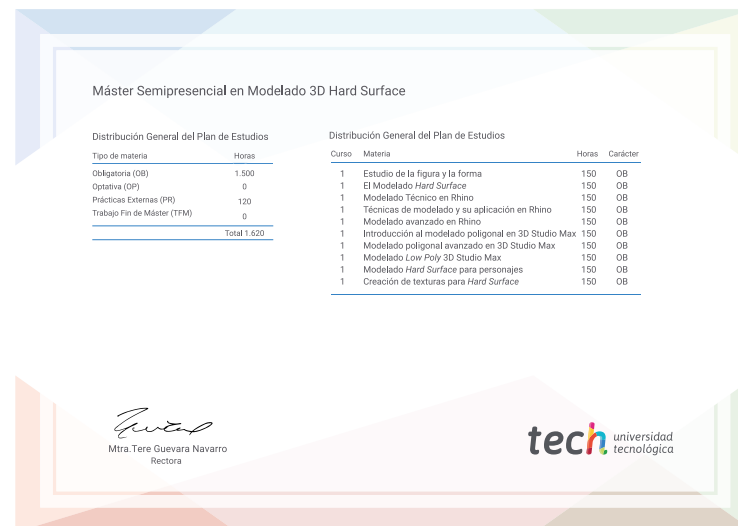 Máster Semipresencial en Modelado 3D Hard Surface
Distribución General del Plan de Estudios
Tipo de materia Horas
Obligatoria (OB) 1.500
Optativa (OP) 0
Prácticas Externas (PR) 120
Trabajo Fin de Máster (TFM) 0
Total 1.620
Distribución General del Plan de Estudios
Curso Materia Horas Carácter
1 Estudio de la figura y la forma 150 OB
1 El Modelado Hard Surface 150 OB
1 Modelado Técnico en Rhino 150 OB
1 Técnicas de modelado y su aplicación en Rhino 150 OB
1 Modelado avanzado en Rhino 150 OB
1 Introducción al modelado poligonal en 3D Studio Max 150 OB
1 Modelado poligonal avanzado en 3D Studio Max 150 OB
1 Modelado Low Poly 3D Studio Max 150 OB
1 Modelado Hard Surface para personajes 150 OB
1 Creación de texturas para Hard Surface 150 OB
Mtra.Tere Guevara Navarro
Rectora
tech universidad
tecnológica